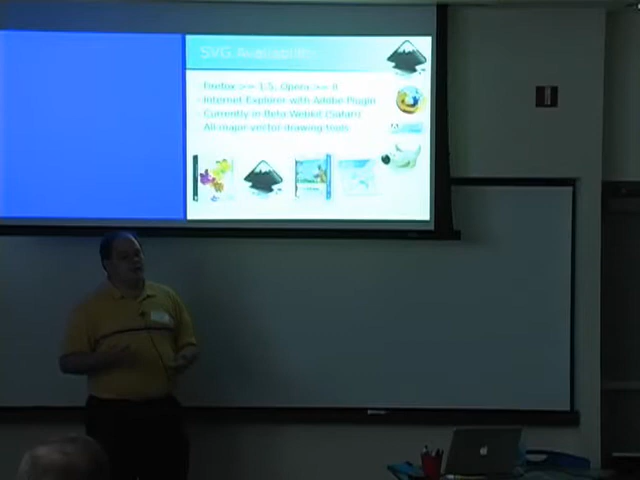 SVG Availability
Firefox >= 1.5, Opera >= 8
Internet Explorer with Adobe Plugin
Currently in Beta Webkit (Safari)
All major vector drawing tools